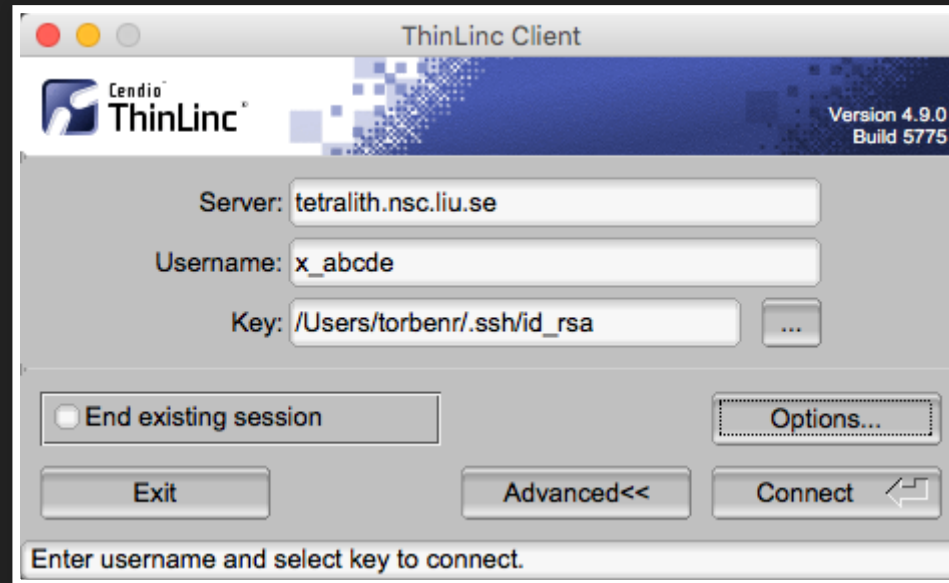 ThinLinc Client
Cendio
ThinLinc
Version 4.9.0
Build 5775
Server: tetralith.nsc.liu.se
Username: x_abcde
Key: /Users/torbenr/.ssh/id_rsa ...
End existing session Options...
Exit Advanced<< Connect
Enter username and select key to connect.